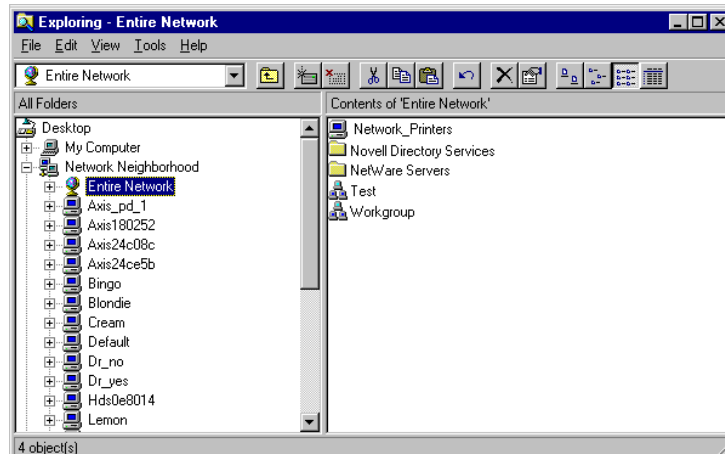 Exploring - Entire Network
File Edit View Tools Help
Entire Network
All Folders
Contents of 'Entire Network'
Desktop
My Computer
Network Neighborhood
Entire Network
Axis_pd_1
Axis180252
Axis24c08c
Axis24ce5b
Bingo
Blondie
Cream
Default
Dr_no
Dr_yes
Hds0e8014
Lemon
Network_Printers
Novell Directory Services
NetWare Servers
Test
Workgroup
4 object(s)